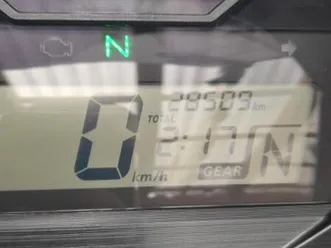 N
28509 km
TOTAL
0 km/h
2:17
GEAR N